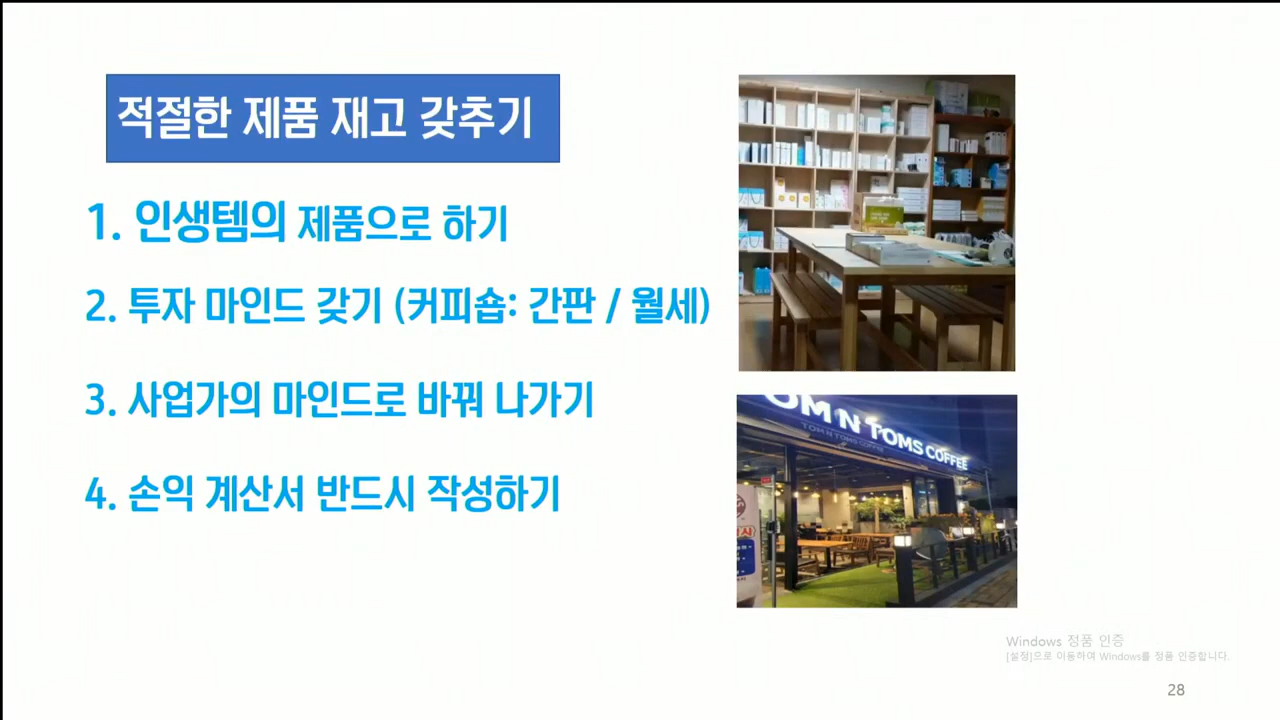 적절한 제품 재고 갖추기
1. 인생템의 제품으로 하기
2. 투자 마인드 갖기 (커피숍: 간판 / 월세)
3. 사업가의 마인드로 바꿔 나가기
4. 손익 계산서 반드시 작성하기
OM N TOMS COFFEE
TOM N TOMS COFFEE
Windows 정품 인증
[설정]으로 이동하여 Windows를 정품 인증합니다.
28